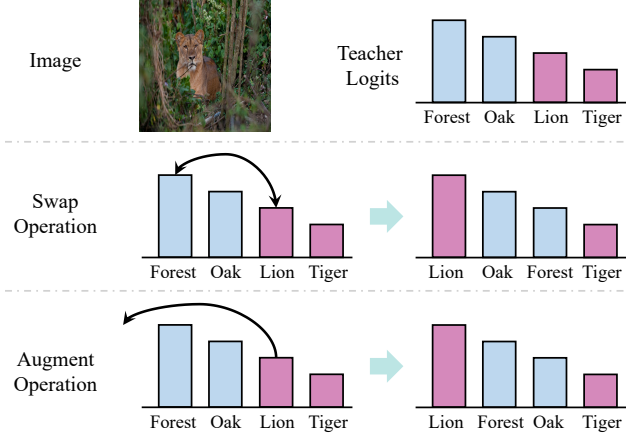 Image
Teacher
Logits
Forest Oak Lion Tiger
Swap
Operation
Forest Oak Lion Tiger
Lion Oak Forest Tiger
Augment
Operation
Forest Oak Lion Tiger
Lion Forest Oak Tiger